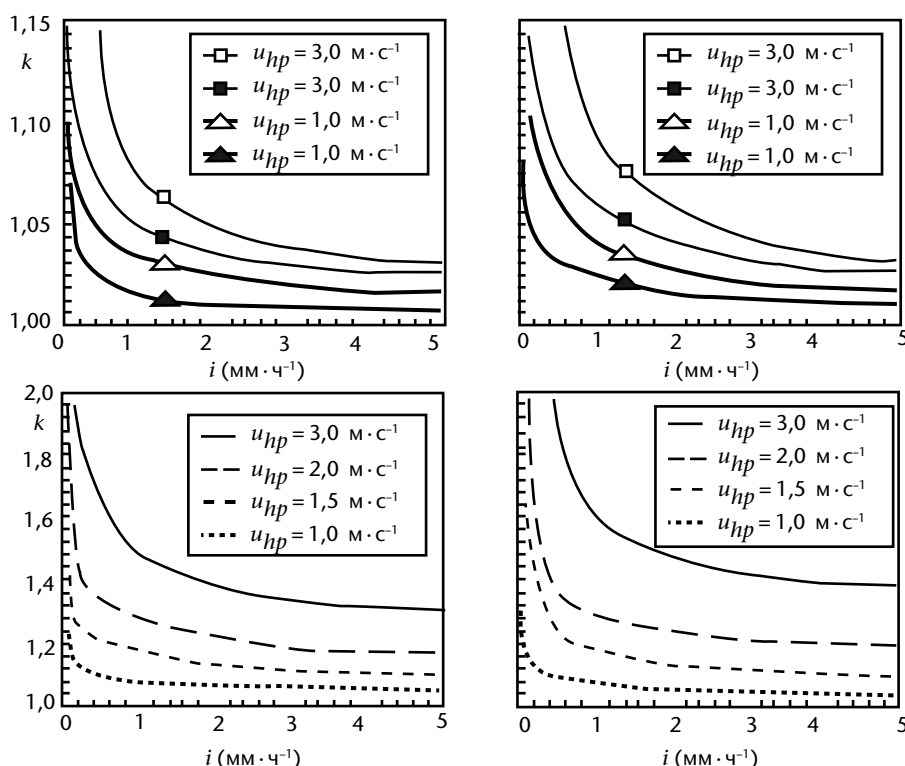 1,15
k
1,10
1,05
1,00
u_hp = 3,0 м · с⁻¹
u_hp = 3,0 м · с⁻¹
u_hp = 1,0 м · с⁻¹
u_hp = 1,0 м · с⁻¹
0 1 2 3 4 5
i (мм · ч⁻¹)
u_hp = 3,0 м · с⁻¹
u_hp = 3,0 м · с⁻¹
u_hp = 1,0 м · с⁻¹
u_hp = 1,0 м · с⁻¹
0 1 2 3 4 5
i (мм · ч⁻¹)
2,0
k
1,8
1,6
1,4
1,2
1,0
u_hp = 3,0 м · с⁻¹
u_hp = 2,0 м · с⁻¹
u_hp = 1,5 м · с⁻¹
u_hp = 1,0 м · с⁻¹
0 1 2 3 4 5
i (мм · ч⁻¹)
u_hp = 3,0 м · с⁻¹
u_hp = 2,0 м · с⁻¹
u_hp = 1,5 м · с⁻¹
u_hp = 1,0 м · с⁻¹
0 1 2 3 4 5
i (мм · ч⁻¹)